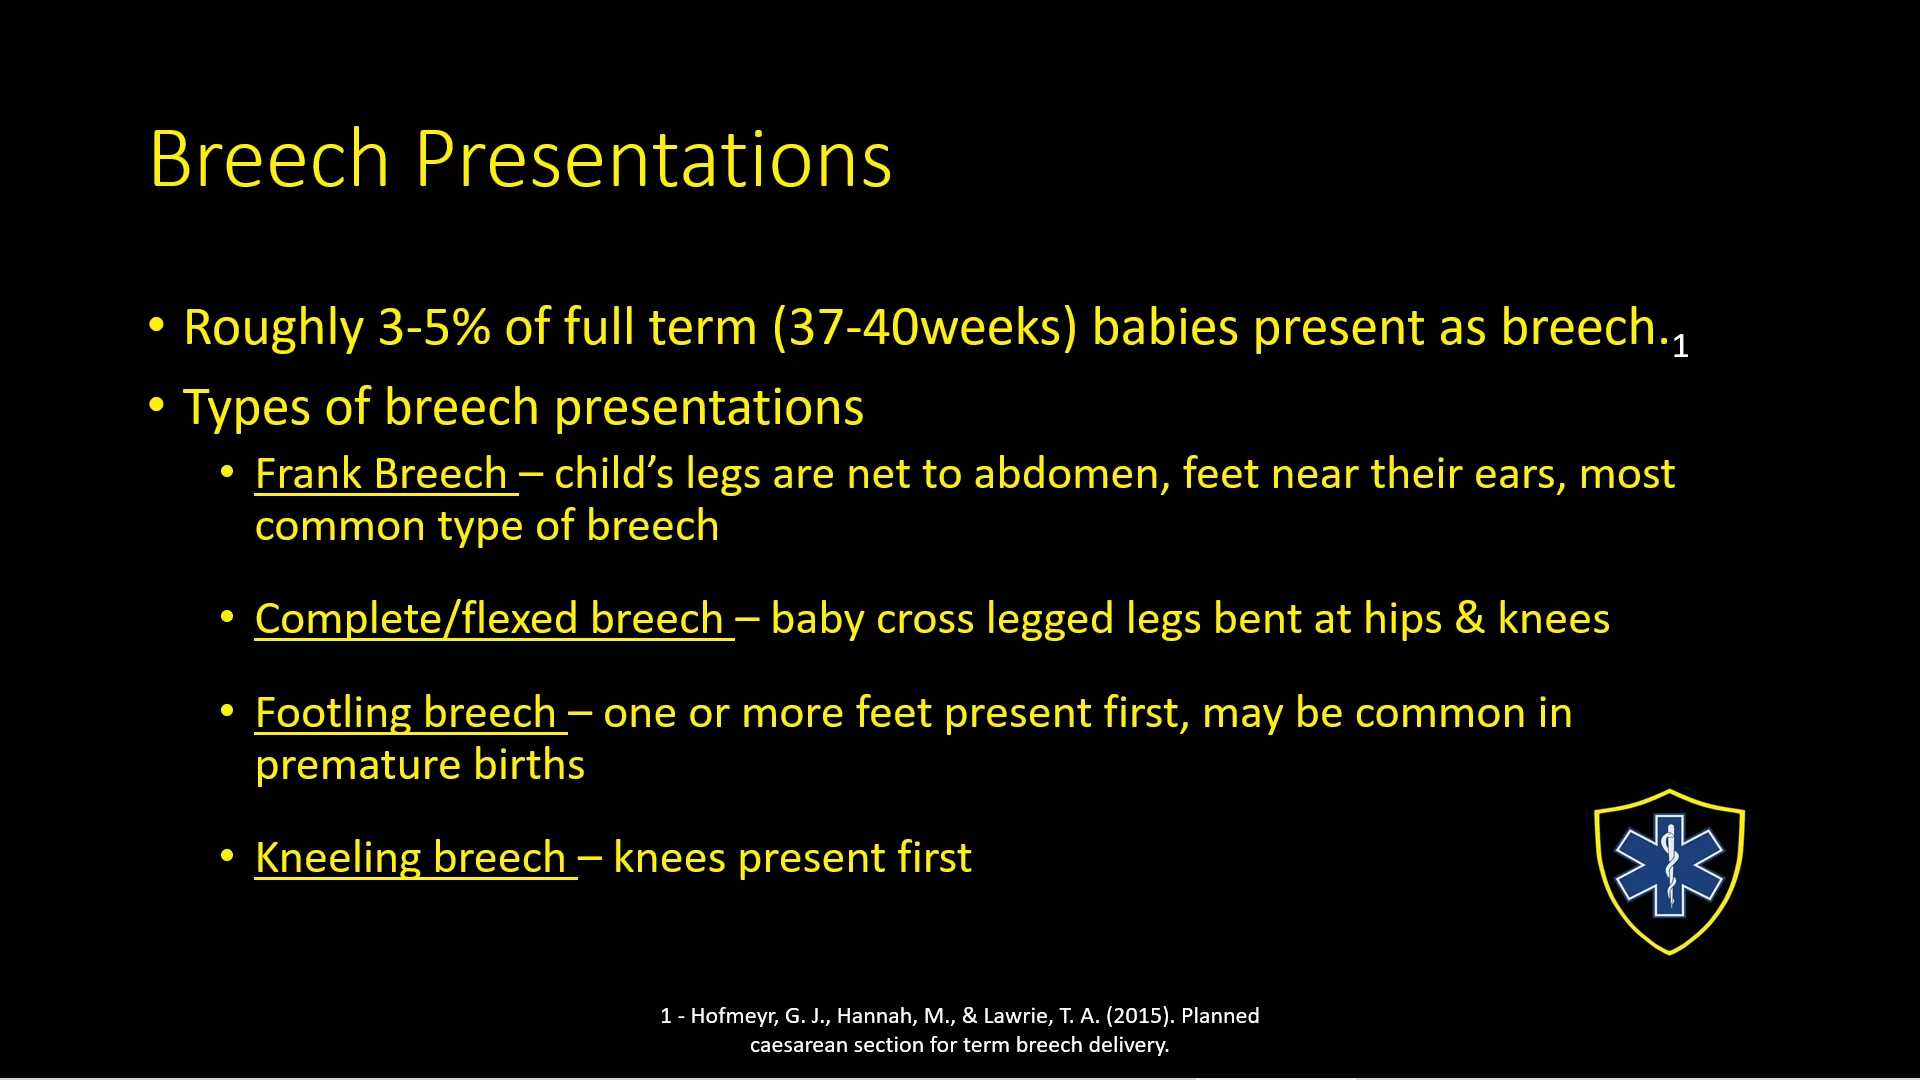 Breech Presentations
• Roughly 3-5% of full term (37-40weeks) babies present as breech.1
• Types of breech presentations
• Frank Breech – child’s legs are net to abdomen, feet near their ears, most
common type of breech
• Complete/flexed breech – baby cross legged legs bent at hips & knees
• Footling breech – one or more feet present first, may be common in
premature births
• Kneeling breech – knees present first
1 - Hofmeyr, G. J., Hannah, M., & Lawrie, T. A. (2015). Planned
caesarean section for term breech delivery.